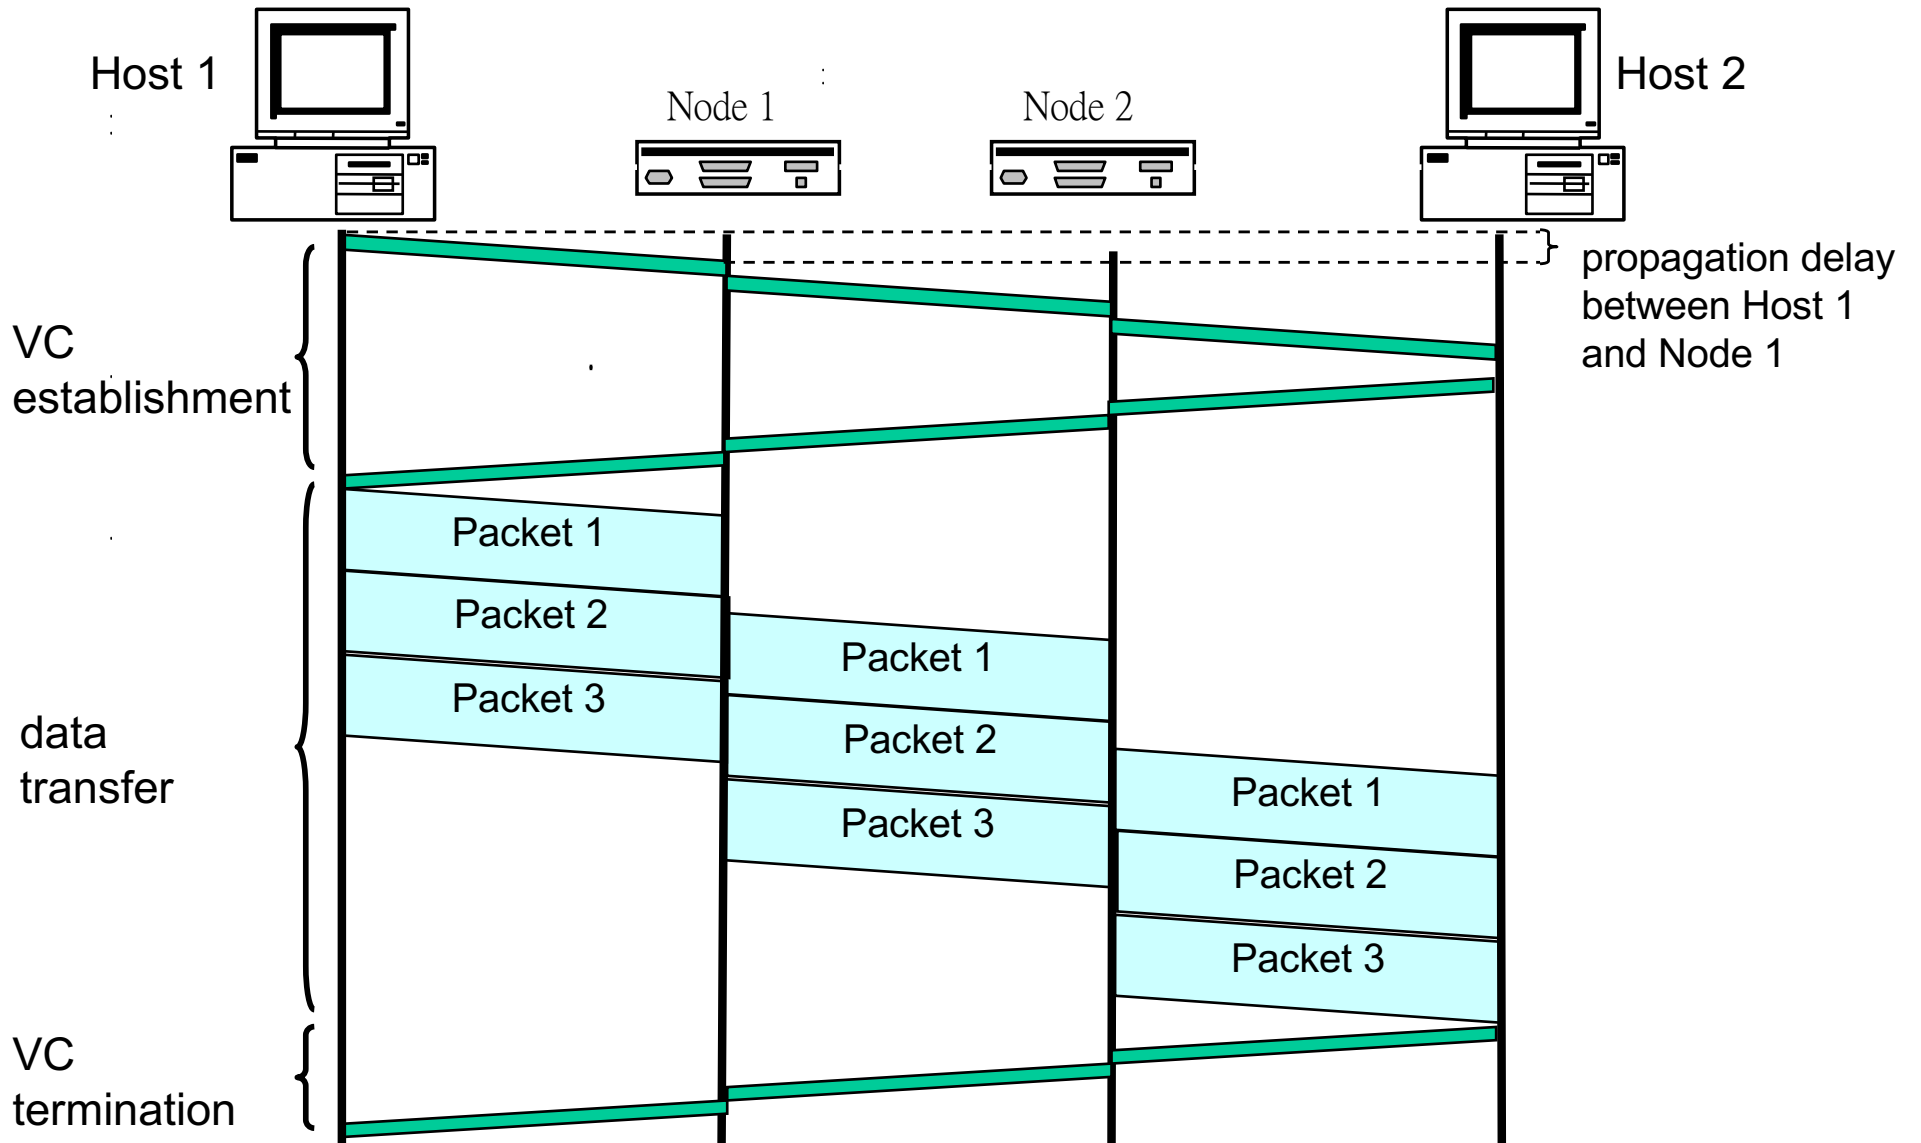 Host 1
Node 1
Node 2
Host 2
propagation delay
between Host 1
and Node 1
VC
establishment
Packet 1
Packet 2
Packet 3
Packet 1
Packet 2
Packet 3
Packet 1
Packet 2
Packet 3
data
transfer
VC
termination